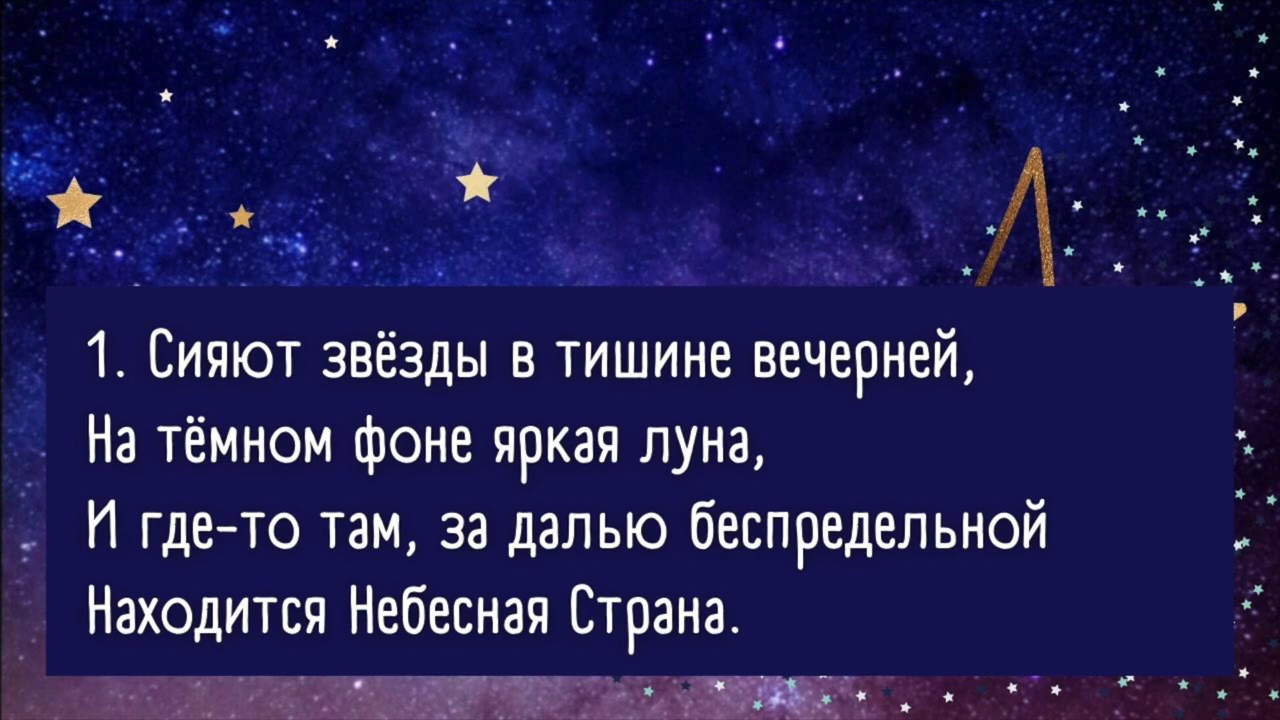 1. Сияют звёзды в тишине вечерней,
На тёмном фоне яркая луна,
И где-то там, за далью беспредельной
Находится Небесная Страна.